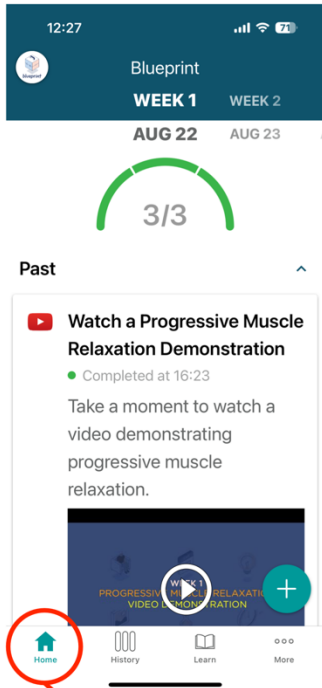 12:27
71
blueprint
Blueprint
WEEK 1 WEEK 2
AUG 22 AUG 23
3/3
Past
Watch a Progressive Muscle
Relaxation Demonstration
Completed at 16:23
Take a moment to watch a
video demonstrating
progressive muscle
relaxation.
WEEK 1
PROGRESSIVE MUSCLE RELAXATIO
VIDEO DEMONSTRATION
+
Home History Learn More